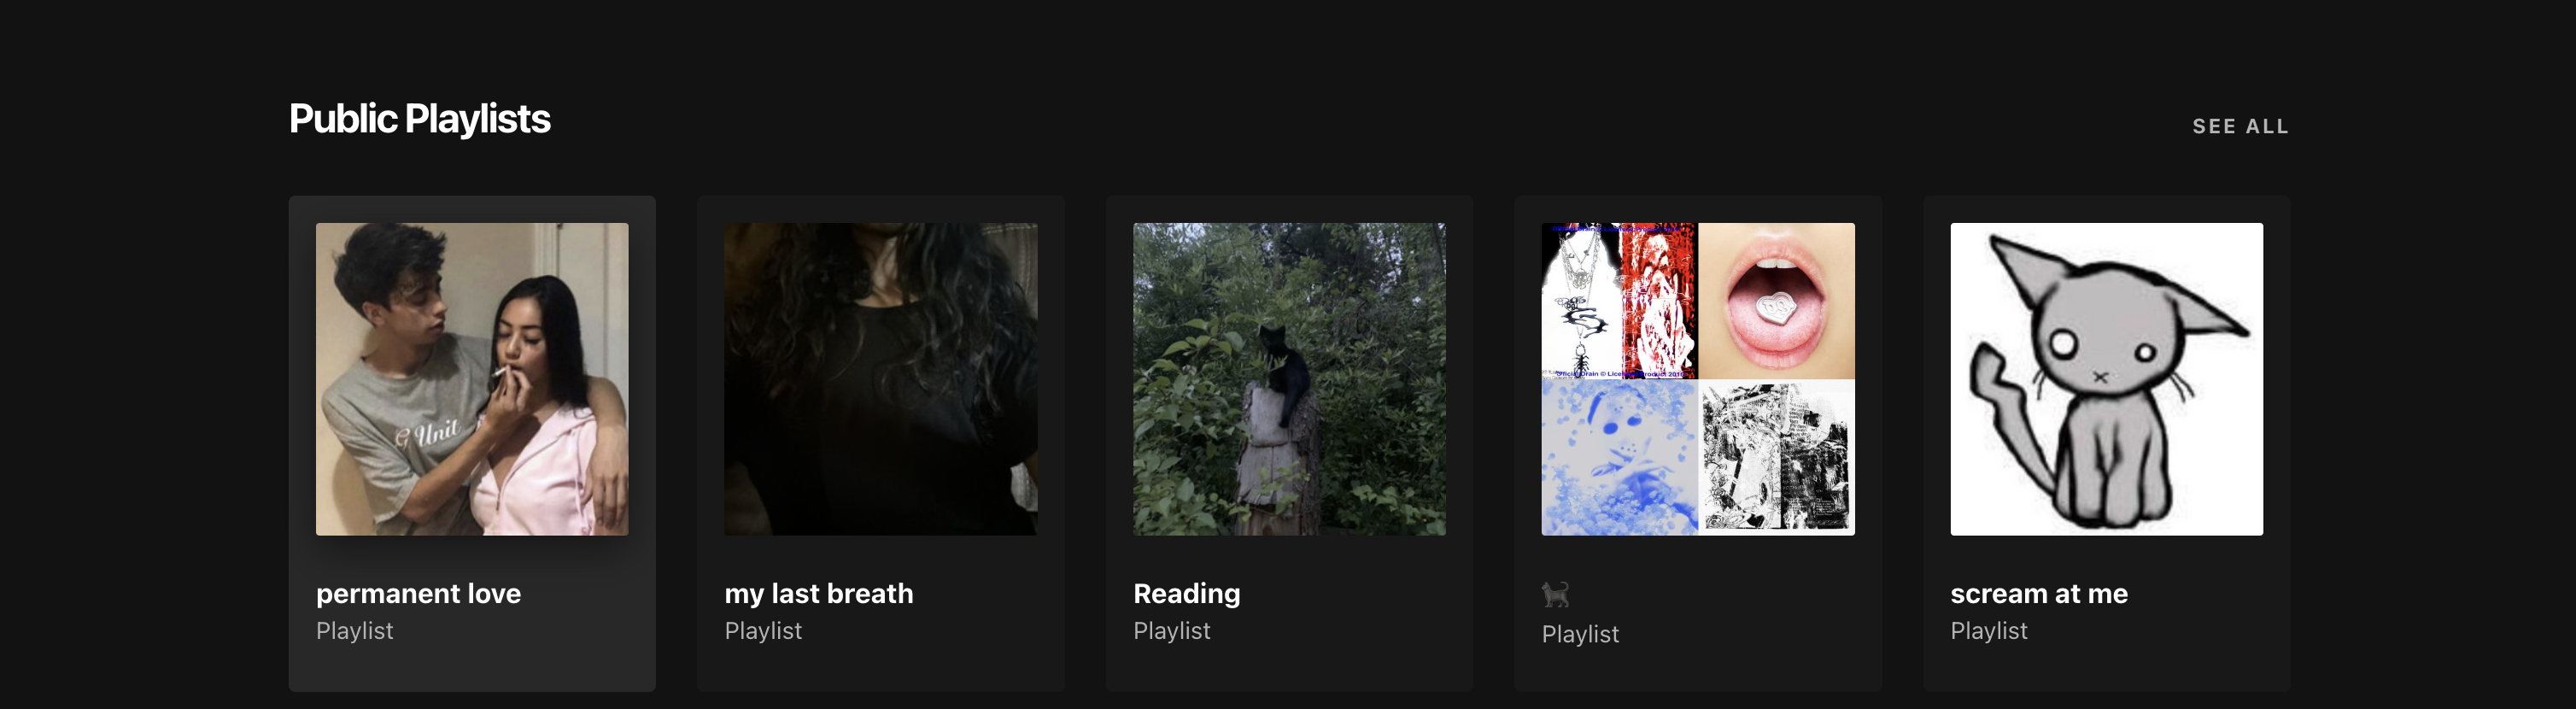 Public Playlists
SEE ALL
G Unit
permanent love
Playlist
my last breath
Playlist
Reading
Playlist
🐈‍⬛
Playlist
scream at me
Playlist